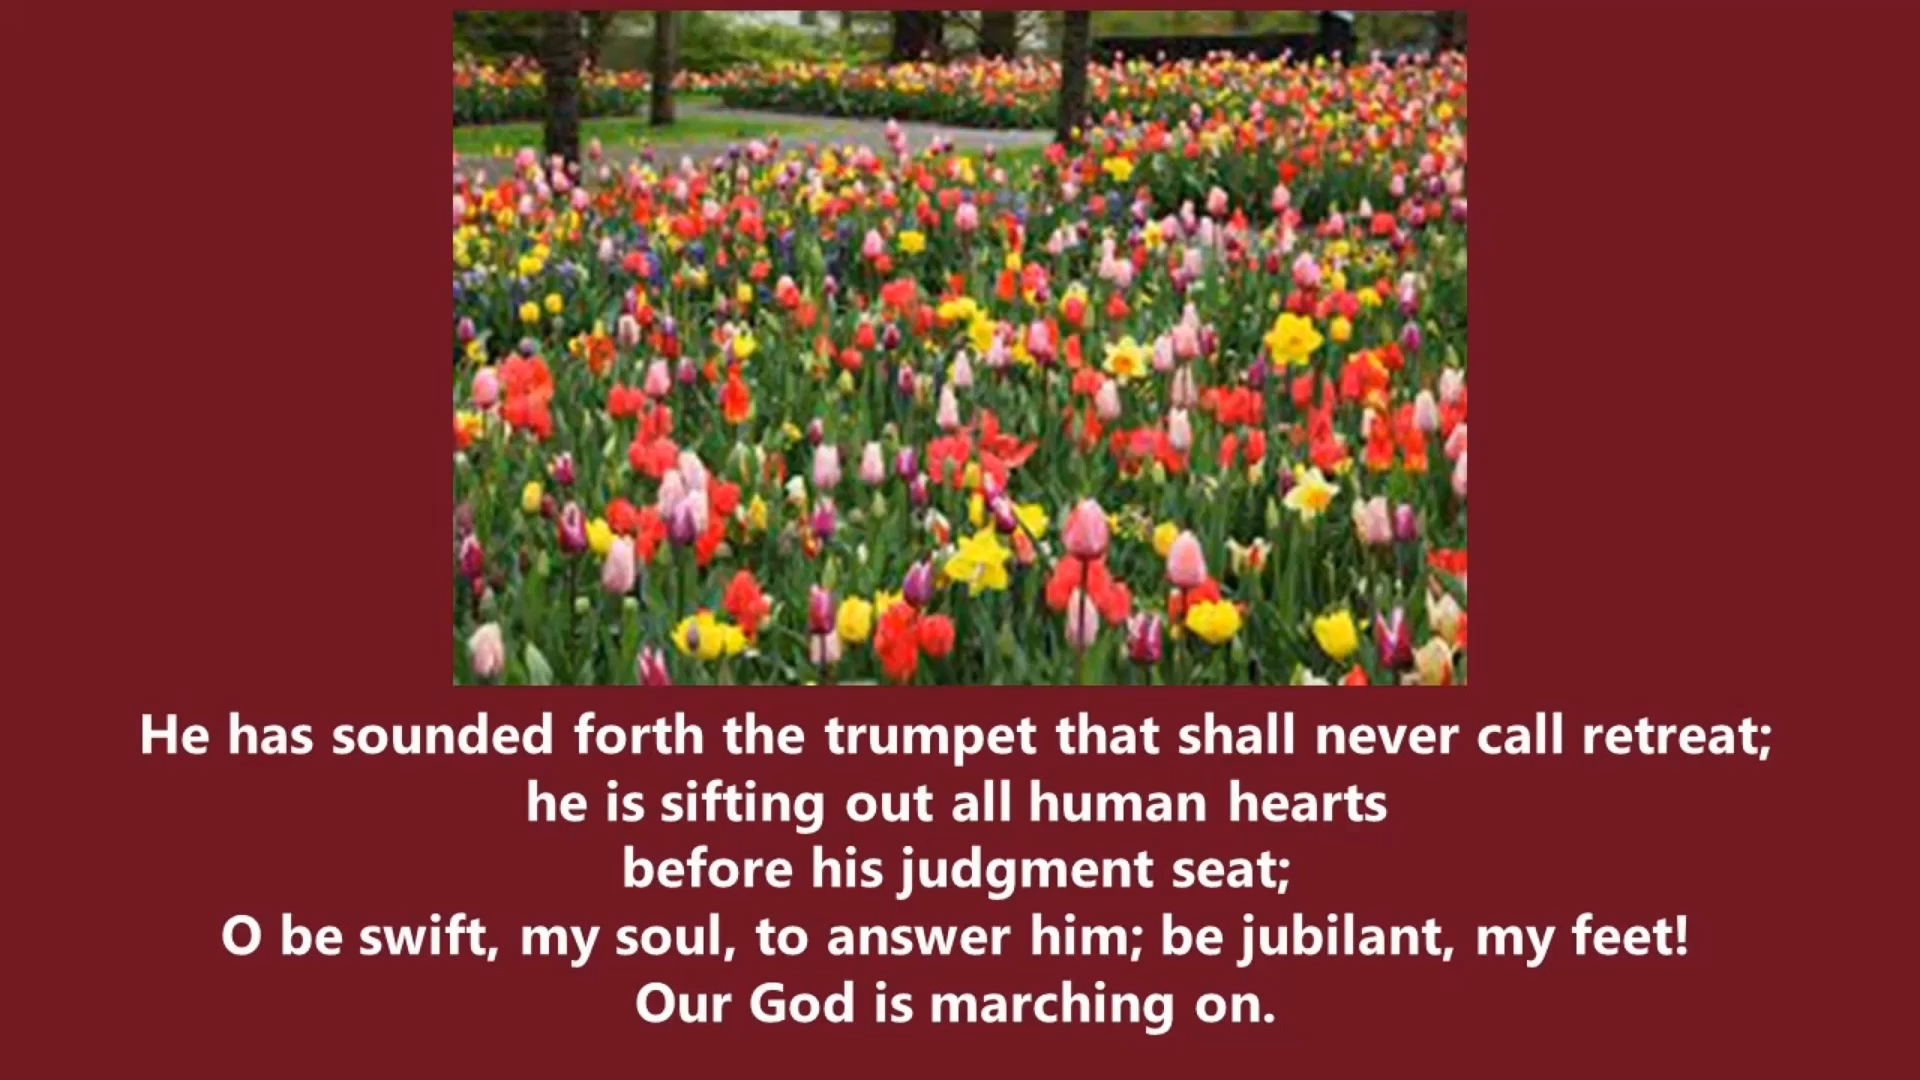 He has sounded forth the trumpet that shall never call retreat;
he is sifting out all human hearts
before his judgment seat;
O be swift, my soul, to answer him; be jubilant, my feet!
Our God is marching on.